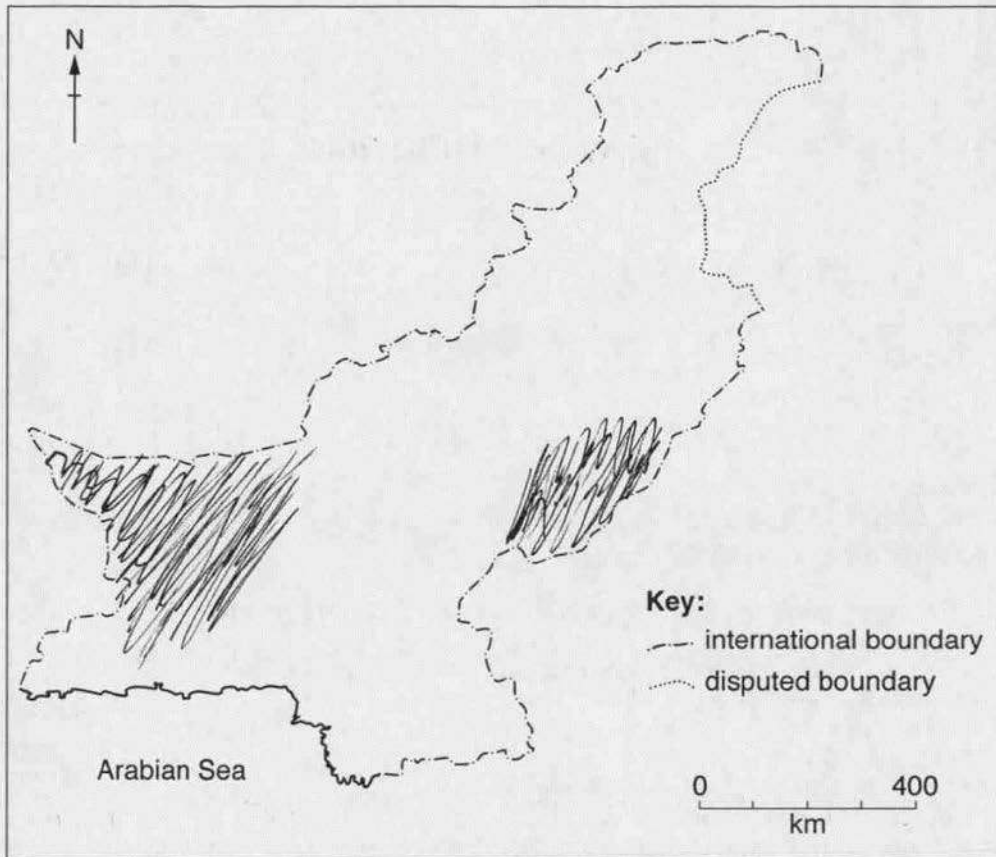 N
Key:
international boundary
disputed boundary
Arabian Sea
0 400
km